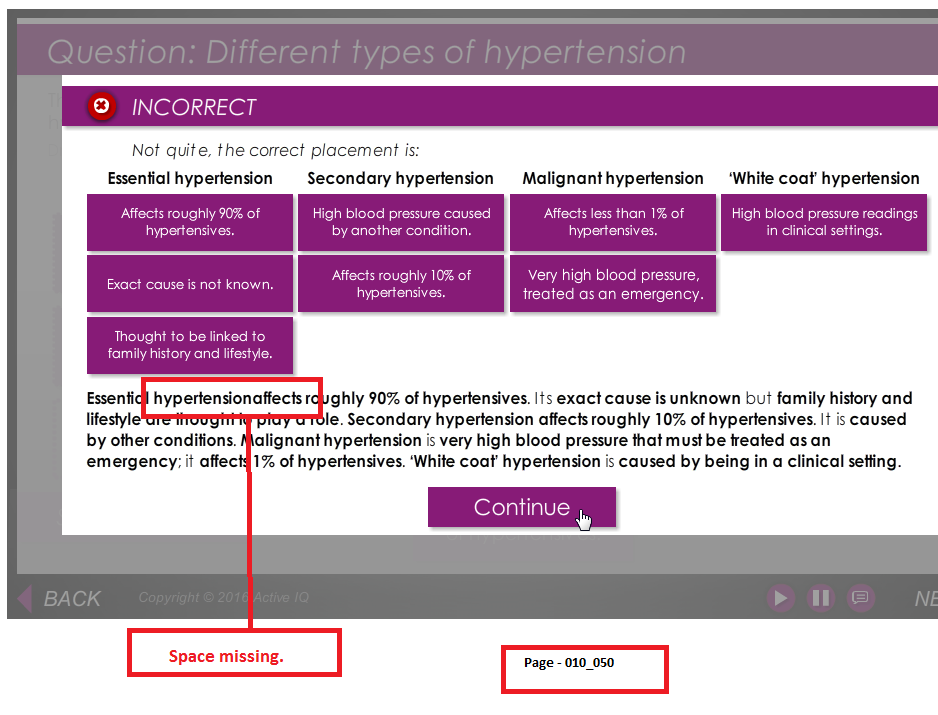 Question: Different types of hypertension
INCORRECT
Not quite, the correct placement is:
Essential hypertension
Secondary hypertension
Malignant hypertension
‘White coat’ hypertension
Affects roughly 90% of
hypertensives.
High blood pressure caused
by another condition.
Affects less than 1% of
hypertensives.
High blood pressure readings
in clinical settings.
Exact cause is not known.
Affects roughly 10% of
hypertensives.
Very high blood pressure,
treated as an emergency.
Thought to be linked to
family history and lifestyle.
Essential hypertensionaffects roughly 90% of hypertensives. Its exact cause is unknown but family history and
lifestyle are thought to play a role. Secondary hypertension affects roughly 10% of hypertensives. It is caused
by other conditions. Malignant hypertension is very high blood pressure that must be treated as an
emergency; it affects 1% of hypertensives. ‘White coat’ hypertension is caused by being in a clinical setting.
Continue
BACK
Copyright © 2016 Active IQ
NE
Space missing.
Page - 010_050